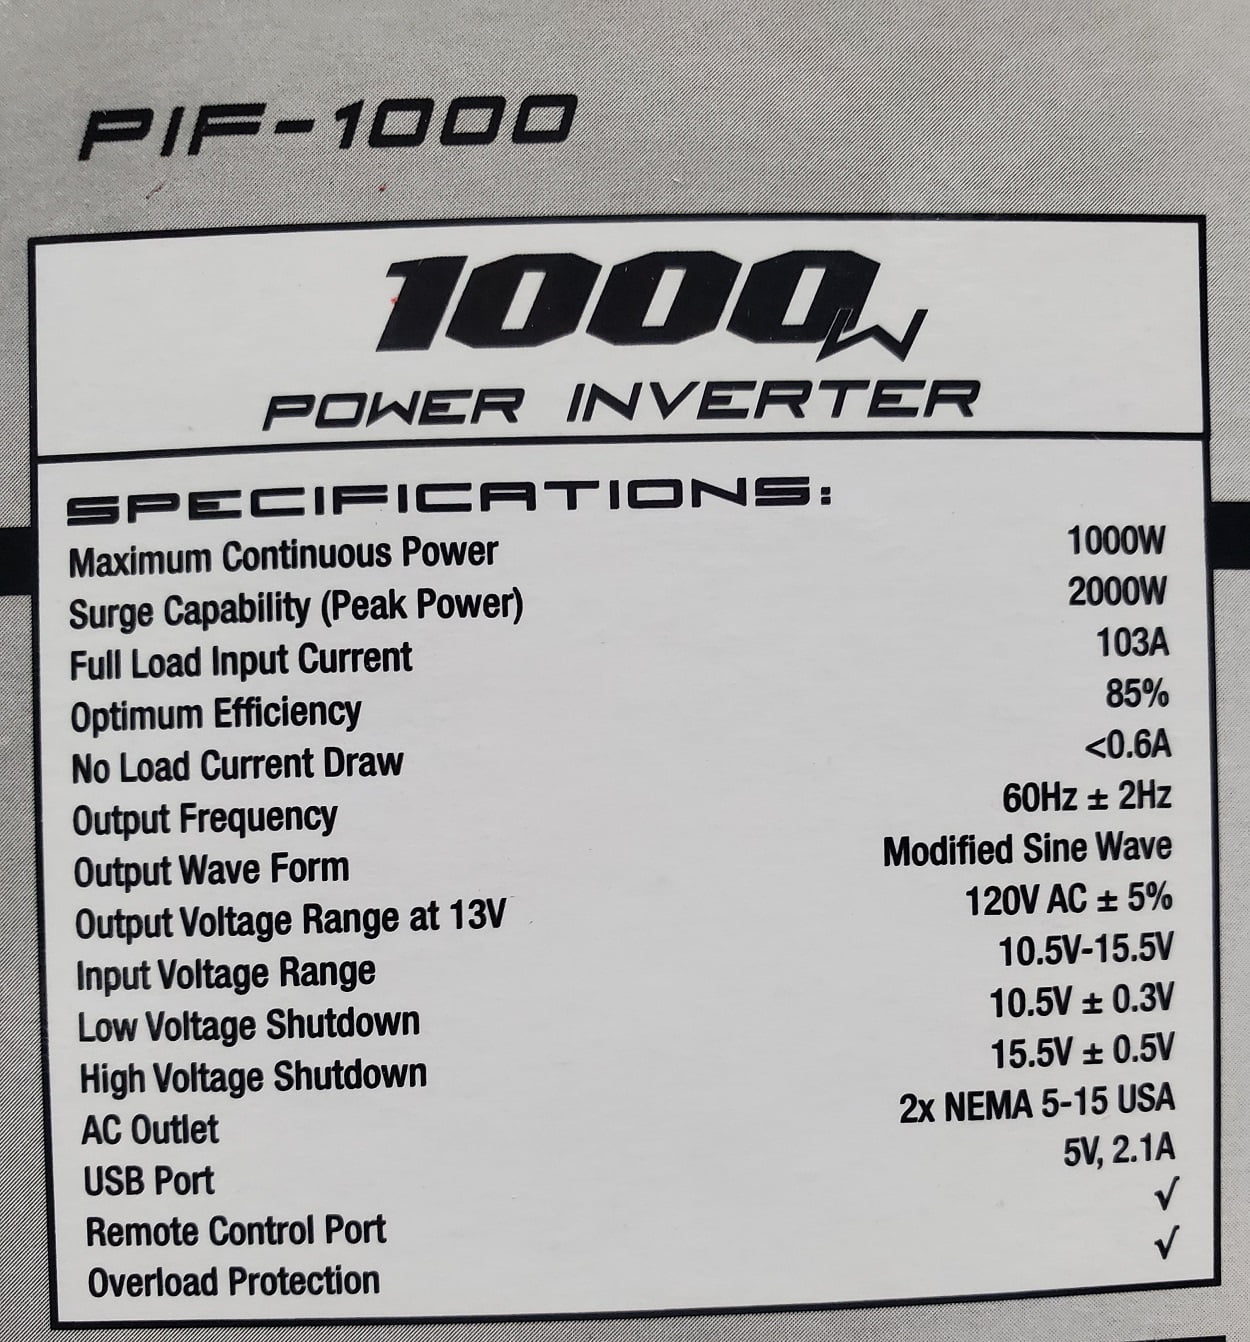 PIF-1000
1000W
POWER INVERTER
SPECIFICATIONS:
Maximum Continuous Power 1000W
Surge Capability (Peak Power) 2000W
Full Load Input Current 103A
Optimum Efficiency 85%
No Load Current Draw <0.6A
Output Frequency 60Hz ± 2Hz
Output Wave Form Modified Sine Wave
Output Voltage Range at 13V 120V AC ± 5%
Input Voltage Range 10.5V-15.5V
Low Voltage Shutdown 10.5V ± 0.3V
High Voltage Shutdown 15.5V ± 0.5V
AC Outlet 2x NEMA 5-15 USA
USB Port 5V, 2.1A
Remote Control Port √
Overload Protection √